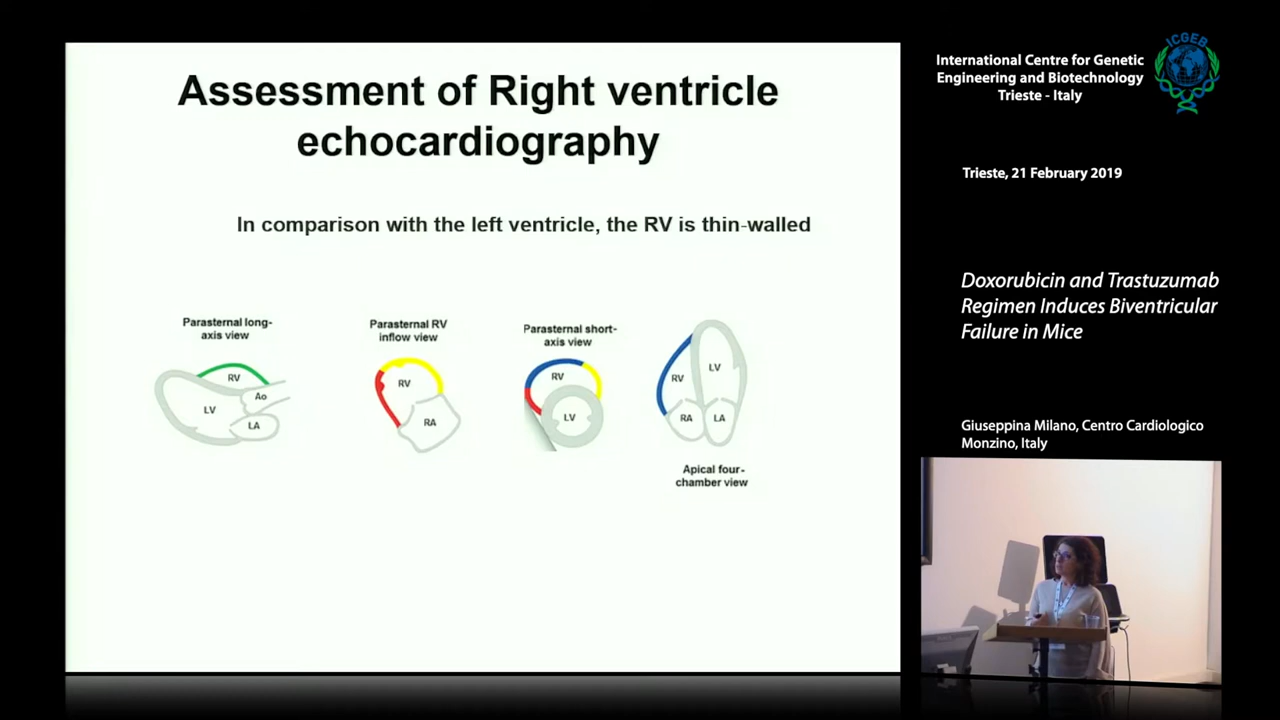 Assessment of Right ventricle
echocardiography
In comparison with the left ventricle, the RV is thin-walled
Parasternal long-
axis view
RV
Ao
LV
LA
Parasternal RV
inflow view
RV
RA
Parasternal short-
axis view
RV
LV
LV
RV
RA
LA
Apical four-
chamber view
International Centre for Genetic
Engineering and Biotechnology
Trieste - Italy
ICGEB
Trieste, 21 February 2019
Doxorubicin and Trastuzumab
Regimen Induces Biventricular
Failure in Mice
Giuseppina Milano, Centro Cardiologico
Monzino, Italy